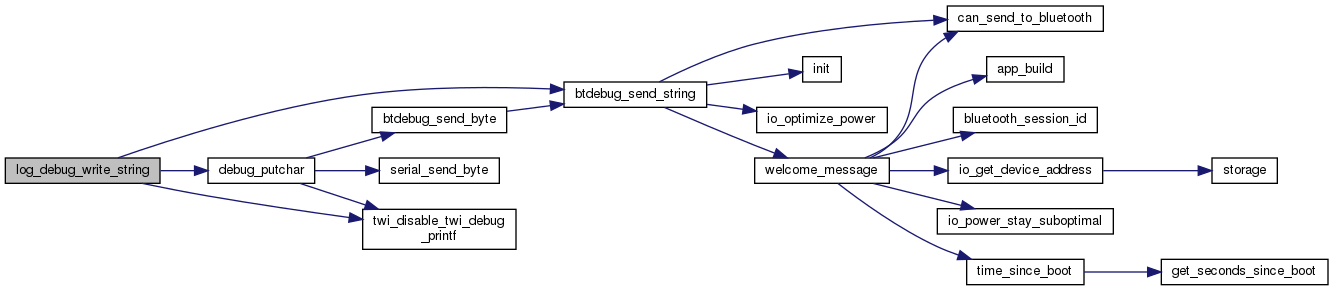 can_send_to_bluetooth
init
app_build
btdebug_send_string
btdebug_send_byte
io_optimize_power
bluetooth_session_id
log_debug_write_string
debug_putchar
serial_send_byte
welcome_message
io_get_device_address
storage
twi_disable_twi_debug
_printf
io_power_stay_suboptimal
time_since_boot
get_seconds_since_boot